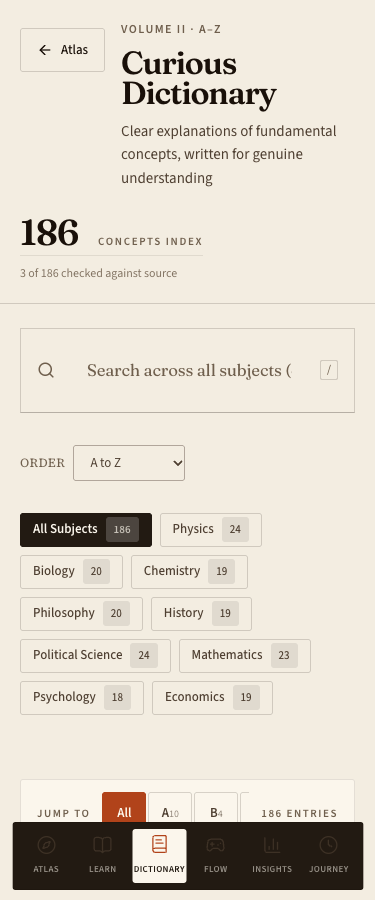 Atlas
VOLUME II · A–Z
Curious
Dictionary
Clear explanations of fundamental
concepts, written for genuine
understanding
186 CONCEPTS INDEX
3 of 186 checked against source
Search across all subjects ( /
ORDER A to Z
All Subjects 186 Physics 24
Biology 20 Chemistry 19
Philosophy 20 History 19
Political Science 24 Mathematics 23
Psychology 18 Economics 19
JUMP TO All A10 B4 186 ENTRIES
ATLAS LEARN DICTIONARY FLOW INSIGHTS JOURNEY